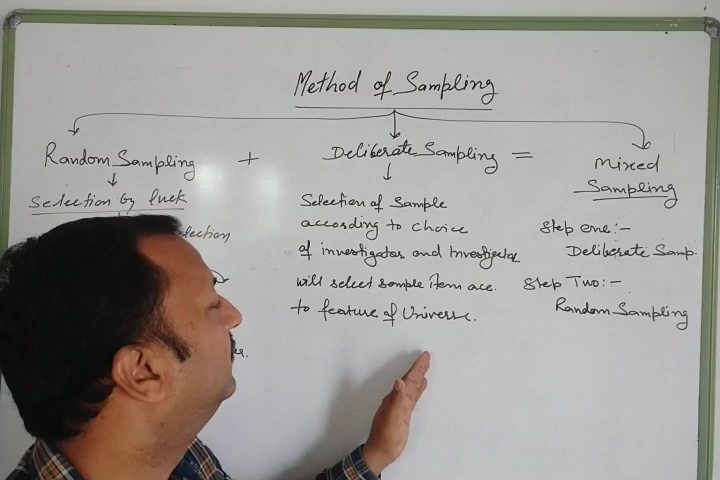 Method of Sampling
Random Sampling + Deliberate Sampling = Mixed Sampling
Selection by luck
Selection of Sample
according to choice
of investigator and Investigator
will select sample item acc.
to feature of Universe.
Step one:-
Deliberate Samp.
Step Two:-
Random Sampling